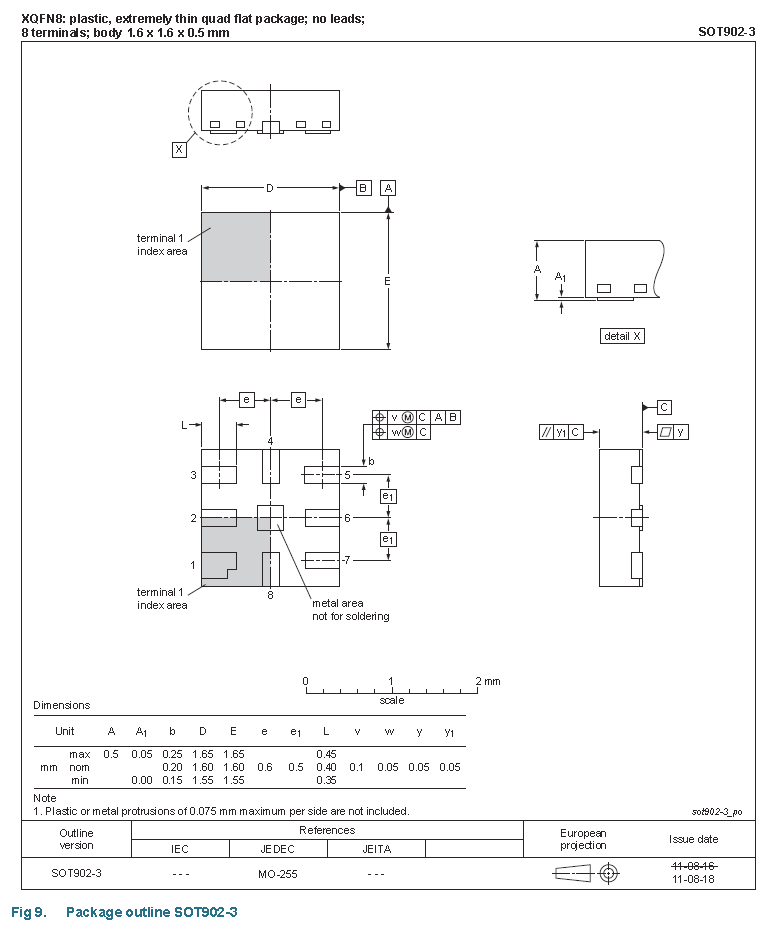 XQFN8: plastic, extremely thin quad flat package; no leads;
8 terminals; body 1.6 x 1.6 x 0.5 mm
SOT902-3
X
D
B
A
terminal 1
index area
E
A
A1
detail X
e
e
L
4
v M C A B
w M C
b
3
5
e1
2
6
e1
1
7
terminal 1
index area
8
metal area
not for soldering
C
// y1 C
y
0
1
2 mm
scale
Dimensions
Unit A A1 b D E e e1 L v w y y1
max 0.5 0.05 0.25 1.65 1.65 0.45
mm nom 0.20 1.60 1.60 0.6 0.5 0.40 0.1 0.05 0.05 0.05
min 0.00 0.15 1.55 1.55 0.35
Note
1. Plastic or metal protrusions of 0.075 mm maximum per side are not included.
sot902-3_po
Outline
version
References
IEC JEDEC JEITA
European
projection
Issue date
SOT902-3 - - - MO-255 - - -
11-08-16
11-08-18
Fig 9. Package outline SOT902-3